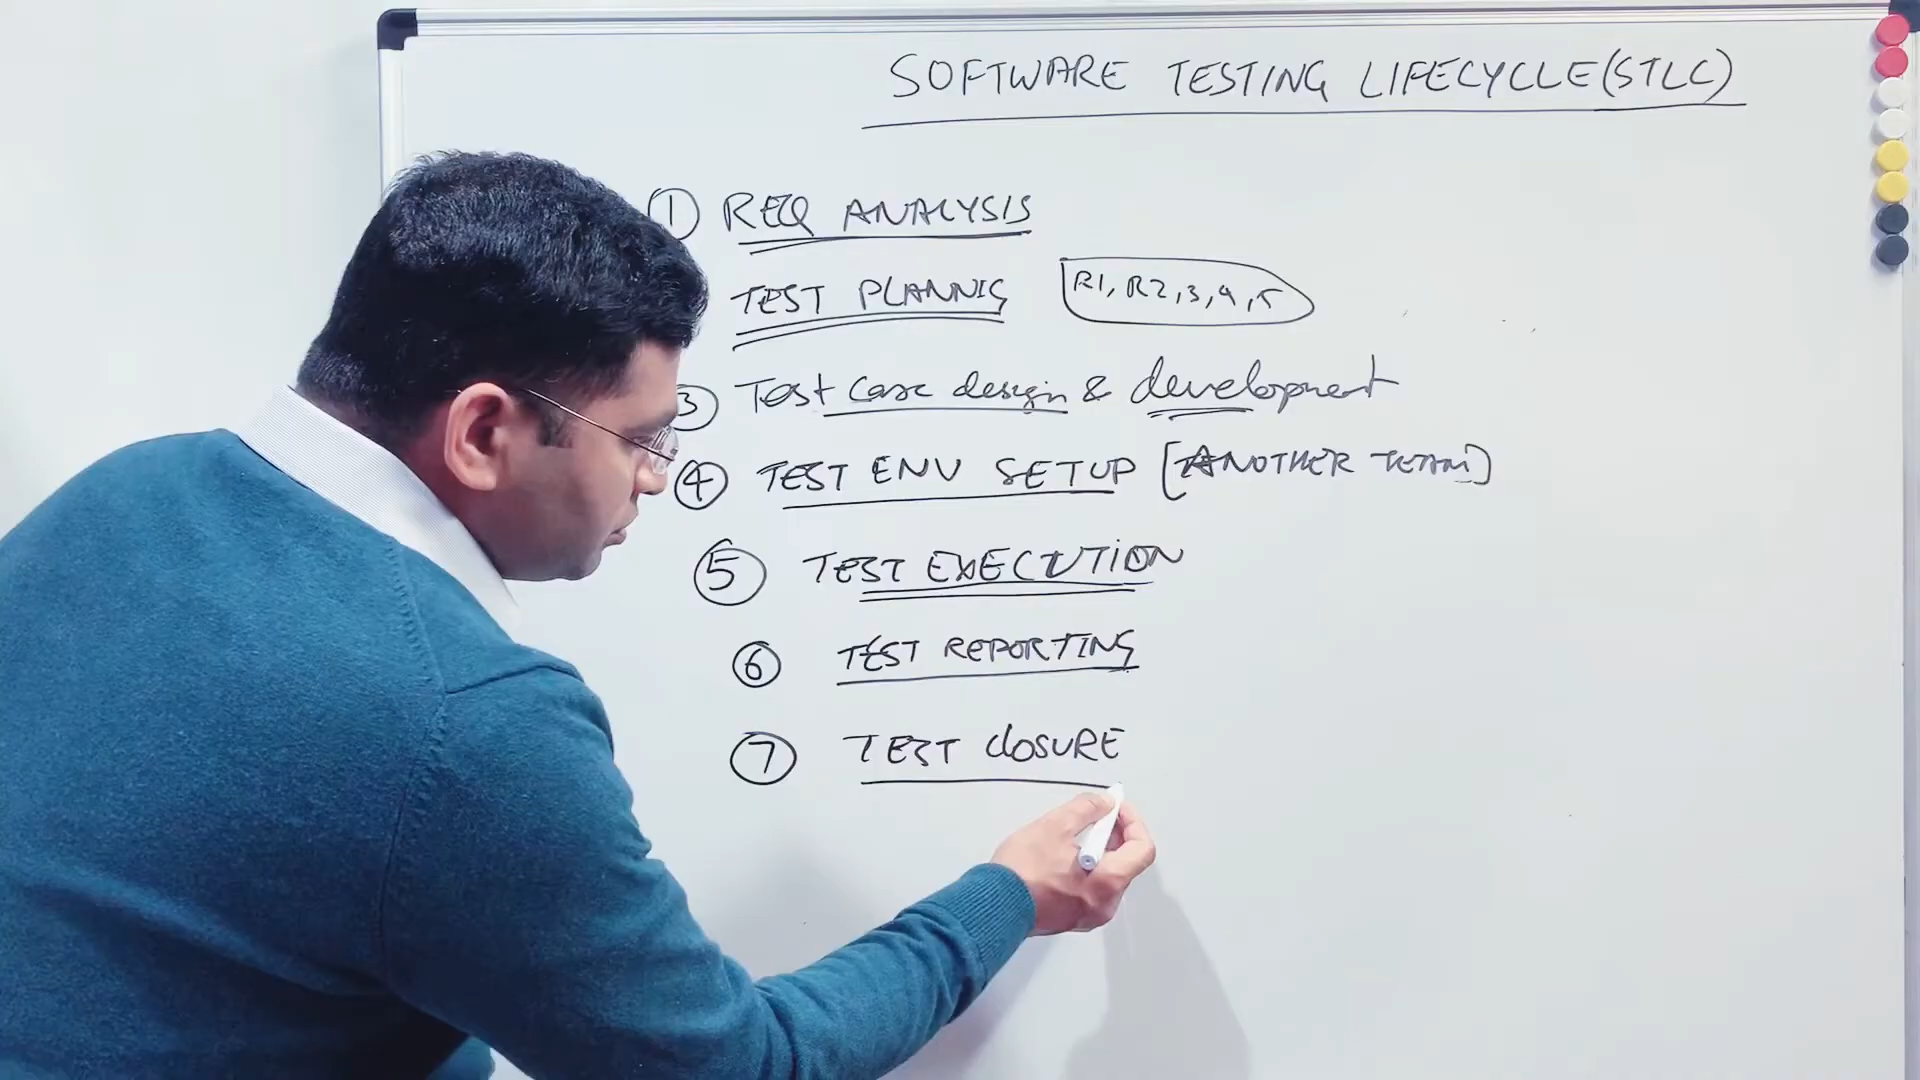 SOFTWARE TESTING LIFECYCLE(STLC)
① REQ ANALYSIS
TEST PLANNIG R1, R2, 3, 4, 5
③ Test case design & development
④ TEST ENV SETUP [ANOTHER TEAM]
⑤ TEST EXECUTION
⑥ TEST REPORTING
⑦ TEST CLOSURE